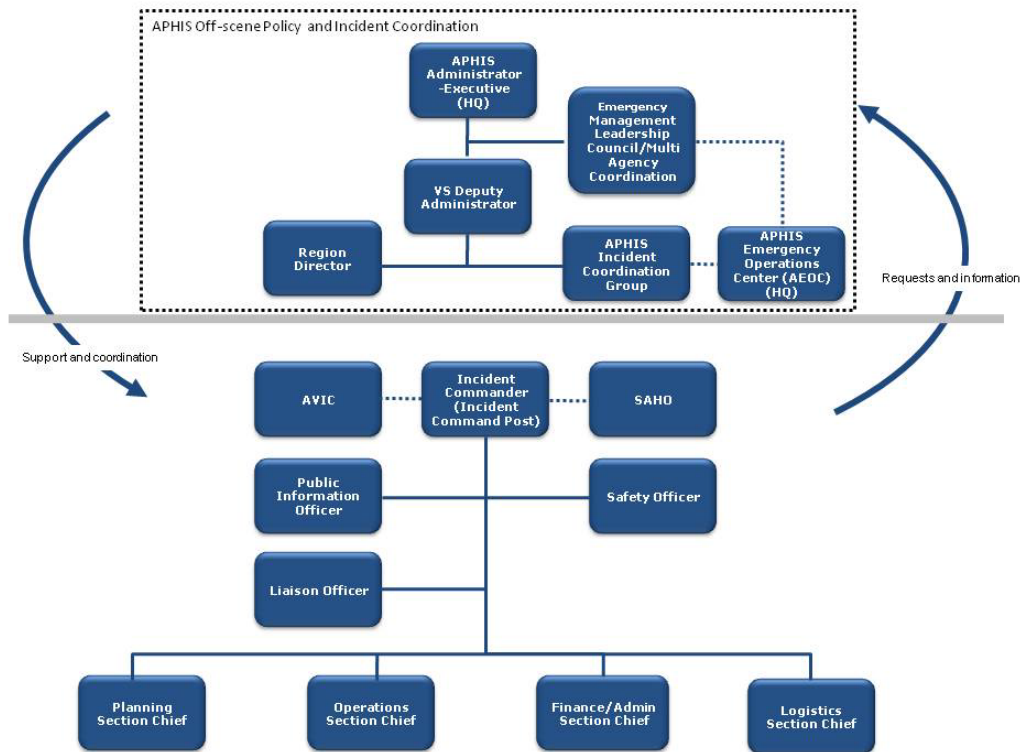 APHIS Off-scene Policy and Incident Coordination
APHIS
Administrator
-Executive
(HQ)
Emergency
Management
Leadership
Council/Multi
Agency
Coordination
VS Deputy
Administrator
Region
Director
APHIS
Incident
Coordination
Group
APHIS
Emergency
Operations
Center (AEOC)
(HQ)
Requests and information
Support and coordination
AVIC
Incident
Commander
(Incident
Command Post)
SAHO
Public
Information
Officer
Safety Officer
Liaison Officer
Planning
Section Chief
Operations
Section Chief
Finance/Admin
Section Chief
Logistics
Section Chief